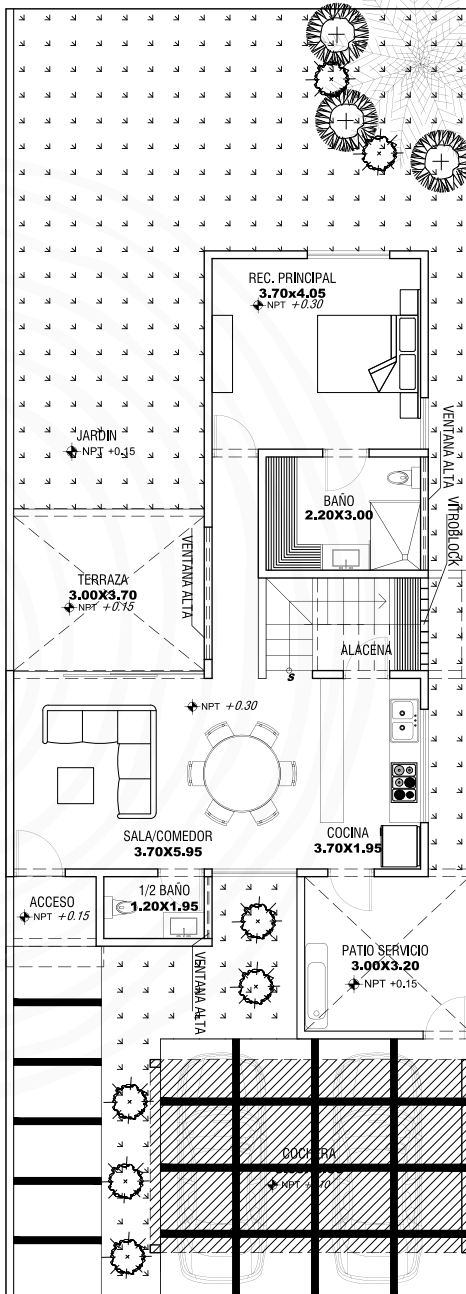 REC. PRINCIPAL
3.70x4.05
NPT +0.30
JARDIN
NPT +0.15
VENTANA ALTA
VITROBLOCK
BAÑO
2.20X3.00
VENTANA ALTA
TERRAZA
3.00X3.70
NPT +0.15
ALACENA
S
NPT +0.30
SALA/COMEDOR
3.70X5.95
COCINA
3.70X1.95
ACCESO
NPT +0.15
1/2 BAÑO
1.20X1.95
VENTANA ALTA
PATIO SERVICIO
3.00X3.20
NPT +0.15
COCHERA
NPT +.10